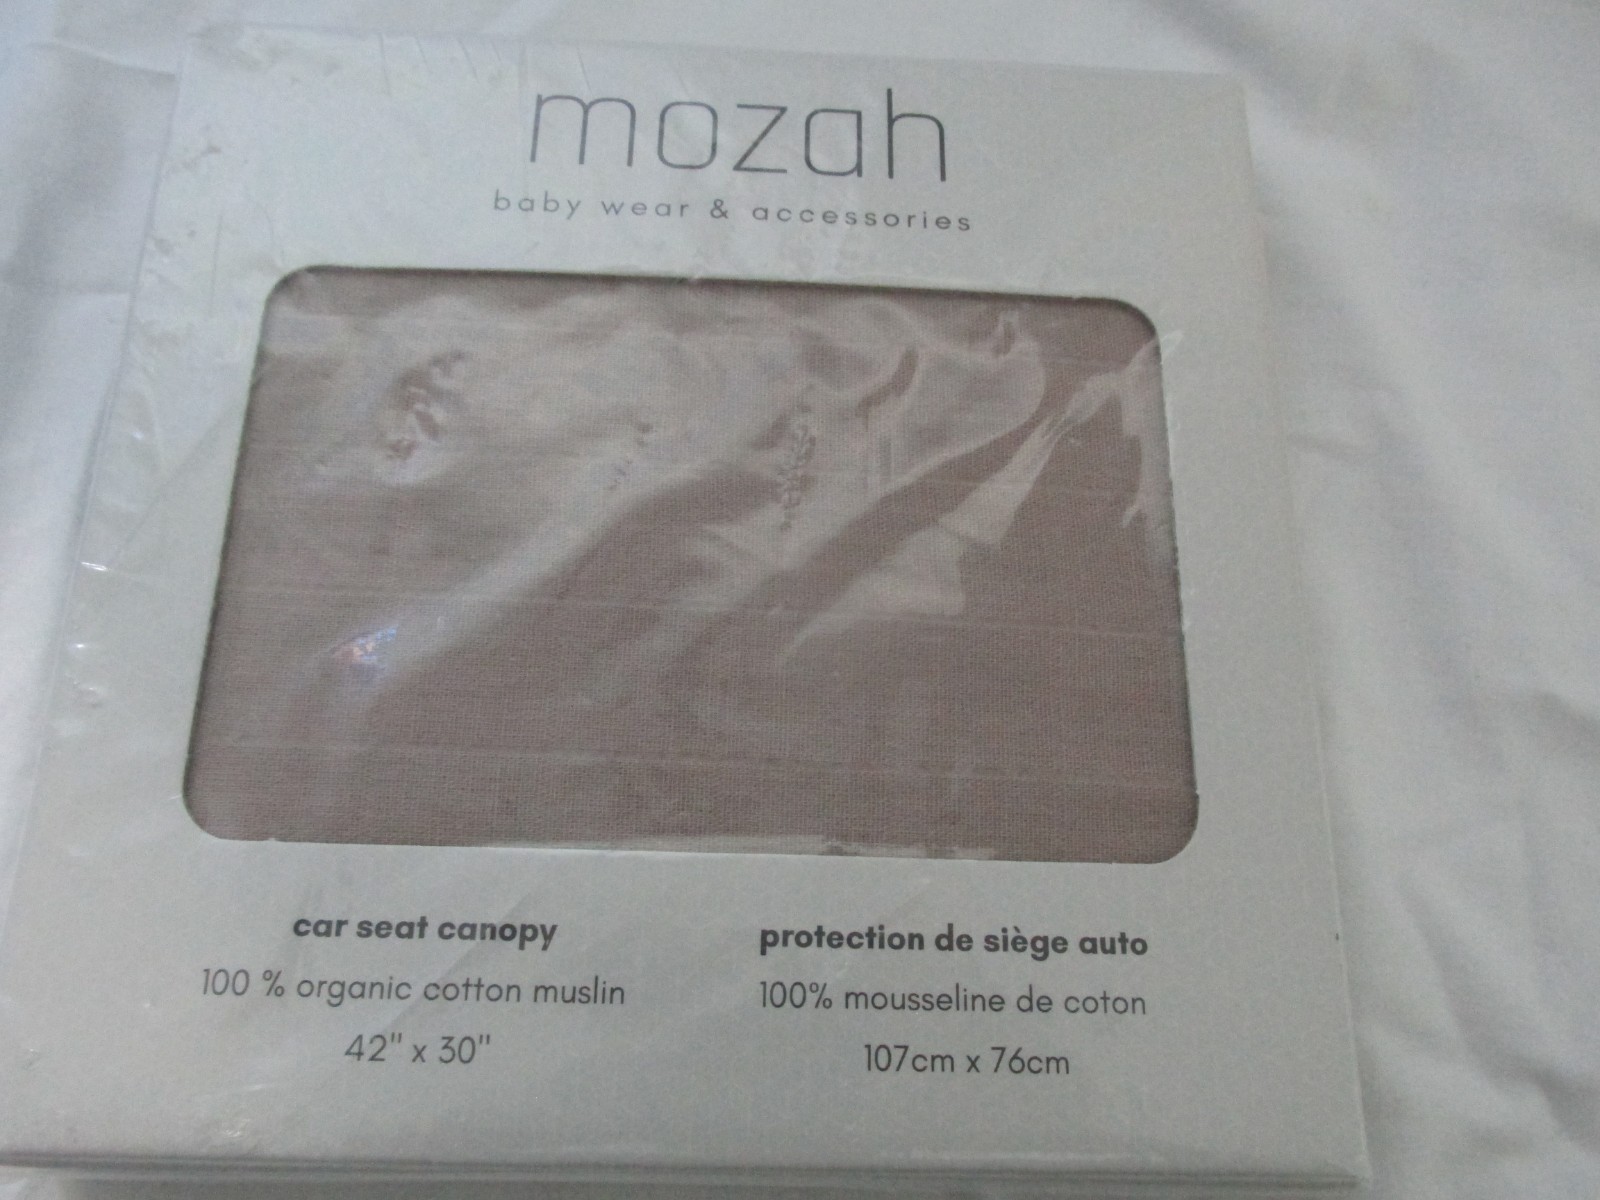 mozah
baby wear & accessories
car seat canopy
100 % organic cotton muslin
42" x 30"
protection de siège auto
100% mousseline de coton
107cm x 76cm